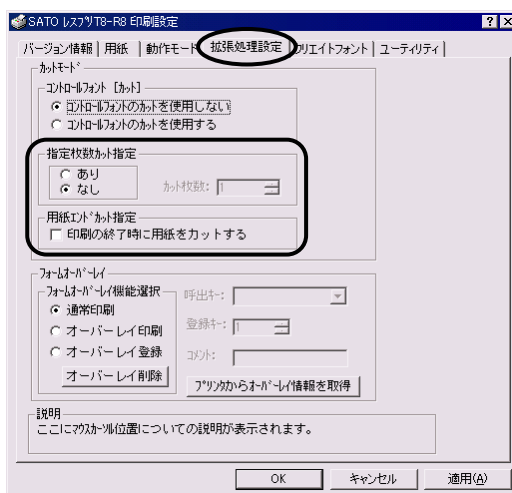 SATO ﾚｽﾌﾟﾘT8-R8 印刷設定
バージョン情報 用紙 動作モード 拡張処理設定 クリエイトフォント ユーティリティ
ｶｯﾄﾓｰﾄﾞ
ｺﾝﾄﾛｰﾙﾌｫﾝﾄ [ｶｯﾄ]
ｺﾝﾄﾛｰﾙﾌｫﾝﾄのｶｯﾄを使用しない
ｺﾝﾄﾛｰﾙﾌｫﾝﾄのｶｯﾄを使用する
指定枚数ｶｯﾄ指定
あり
なし
ｶｯﾄ枚数: 1
用紙ｴﾝﾄﾞｶｯﾄ指定
印刷の終了時に用紙をカットする
ﾌｫｰﾑｵｰﾊﾞｰﾚｲ
ﾌｫｰﾑｵｰﾊﾞｰﾚｲ機能選択
通常印刷
オーバーレイ印刷
オーバーレイ登録
オーバーレイ削除
呼出ｷｰ:
登録ｷｰ: 1
ｺﾒﾝﾄ:
ﾌﾟﾘﾝﾀからｵｰﾊﾞｰﾚｲ情報を取得
説明
ここにﾏｳｽｶｰｿﾙ位置についての説明が表示されます。
OK キャンセル 適用(A)